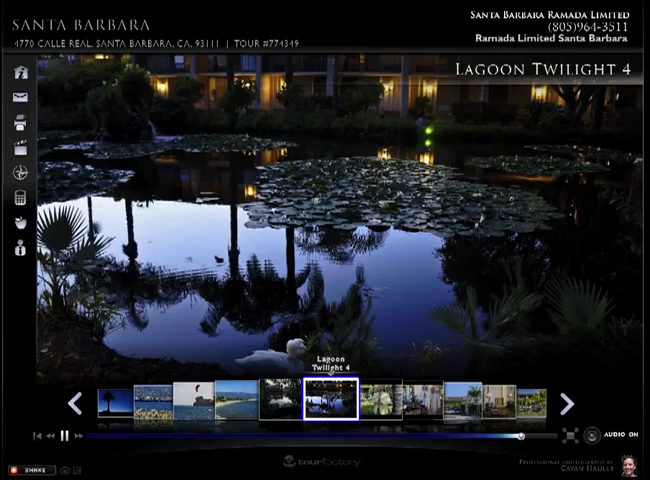 SANTA BARBARA
4770 CALLE REAL, SANTA BARBARA, CA. 93111 | TOUR #774349
SANTA BARBARA RAMADA LIMITED
(805)964-3511
Ramada Limited Santa Barbara
LAGOON TWILIGHT 4
Lagoon
Twilight 4
AUDIO ON
SHARE
tourfactory
PROFESSIONAL PHOTOGRAPHY BY
CAVAN HADLEY